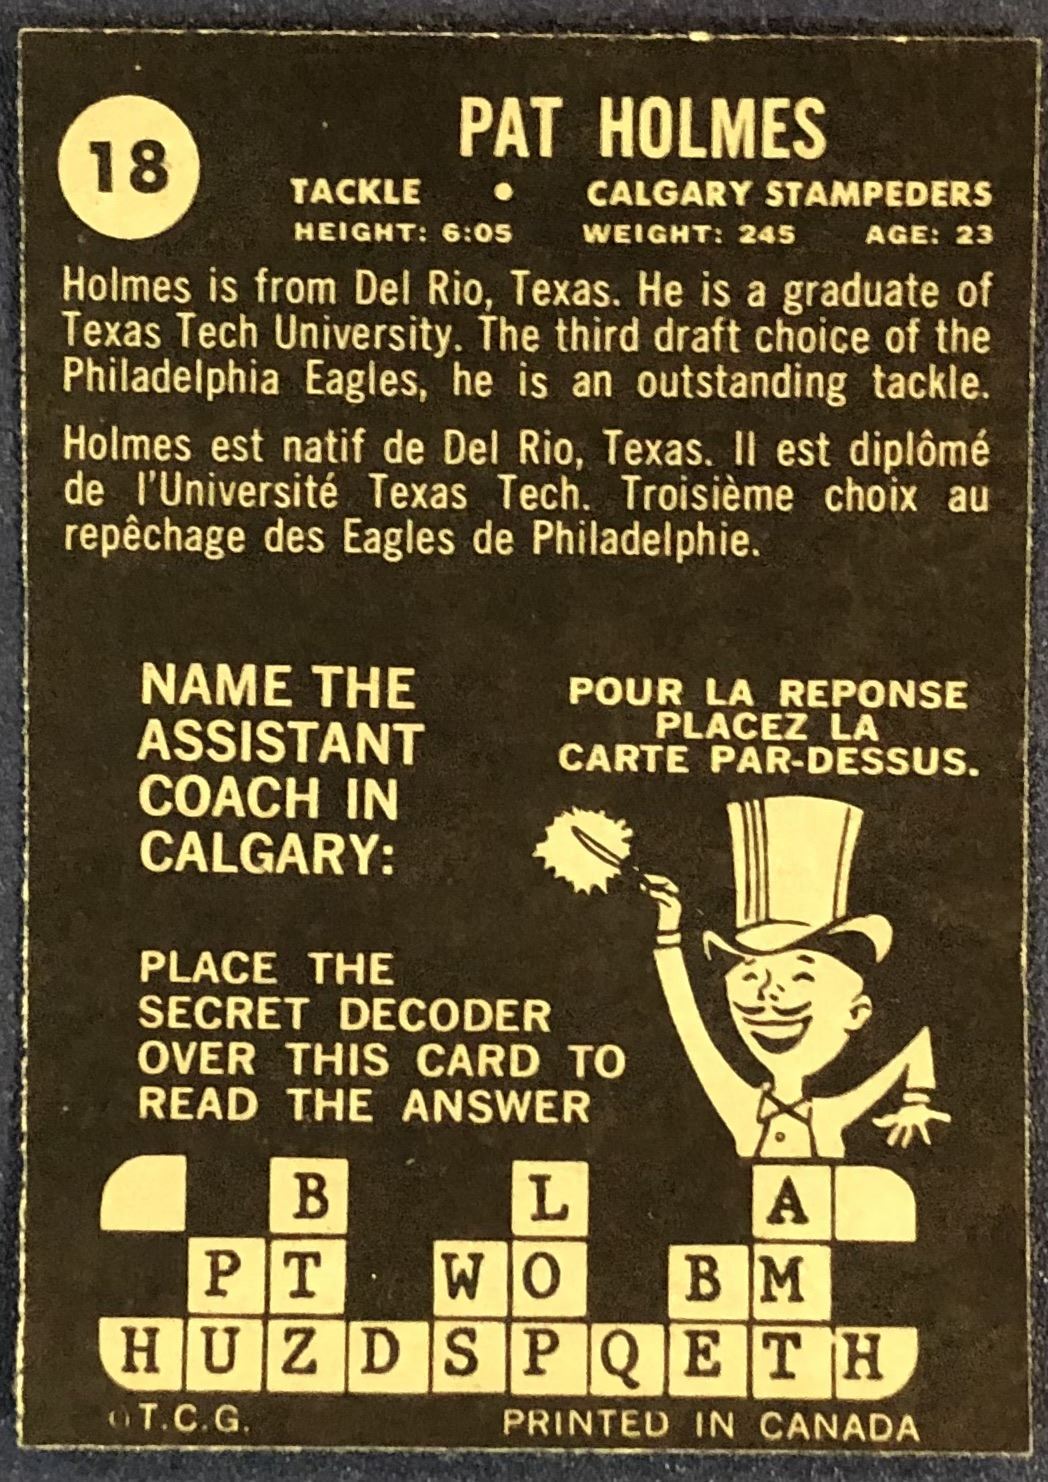 18
PAT HOLMES
TACKLE • CALGARY STAMPEDERS
HEIGHT: 6:05 WEIGHT: 245 AGE: 23
Holmes is from Del Rio, Texas. He is a graduate of
Texas Tech University. The third draft choice of the
Philadelphia Eagles, he is an outstanding tackle.
Holmes est natif de Del Rio, Texas. Il est diplômé
de l'Université Texas Tech. Troisième choix au
repêchage des Eagles de Philadelphie.
NAME THE
ASSISTANT
COACH IN
CALGARY:
POUR LA REPONSE
PLACEZ LA
CARTE PAR-DESSUS.
PLACE THE
SECRET DECODER
OVER THIS CARD TO
READ THE ANSWER
B L A
P T W O B M
H U Z D S P Q E T H
© T.C.G. PRINTED IN CANADA